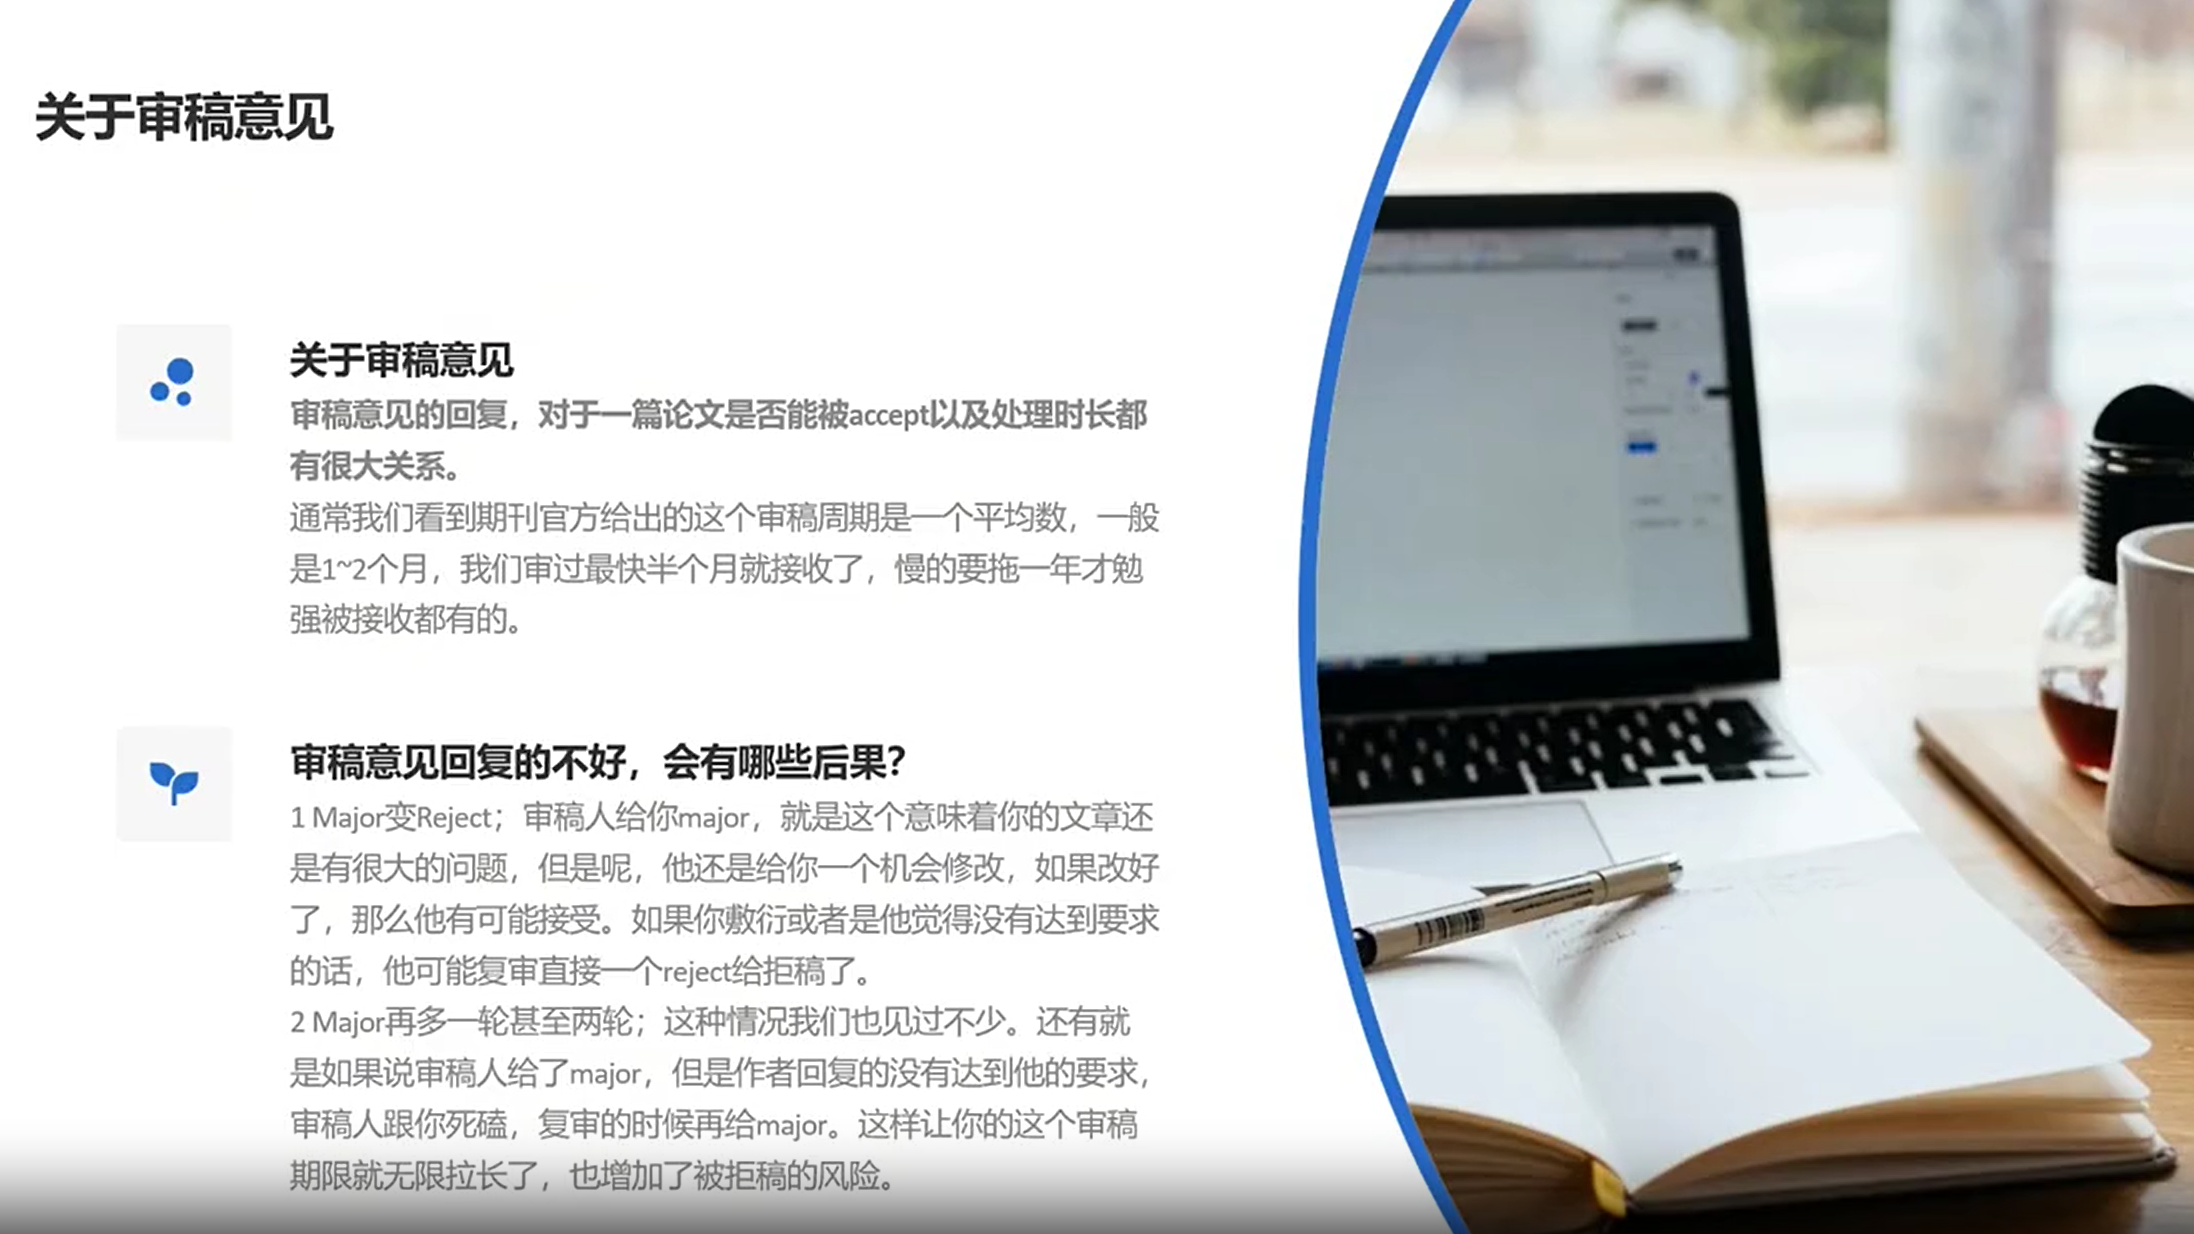 关于审稿意见
关于审稿意见
审稿意见的回复，对于一篇论文是否能被accept以及处理时长都
有很大关系。
通常我们看到期刊官方给出的这个审稿周期是一个平均数，一般
是1~2个月，我们审过最快半个月就接收了，慢的要拖一年才勉
强被接收都有的。
审稿意见回复的不好，会有哪些后果？
1 Major变Reject；审稿人给你major，就是这个意味着你的文章还
是有很大的问题，但是呢，他还是给你一个机会修改，如果改好
了，那么他有可能接受。如果你敷衍或者是他觉得没有达到要求
的话，他可能复审直接一个reject给拒稿了。
2 Major再多一轮甚至两轮；这种情况我们也见过不少。还有就
是如果说审稿人给了major，但是作者回复的没有达到他的要求，
审稿人跟你死磕，复审的时候再给major。这样让你的这个审稿
期限就无限拉长了，也增加了被拒稿的风险。